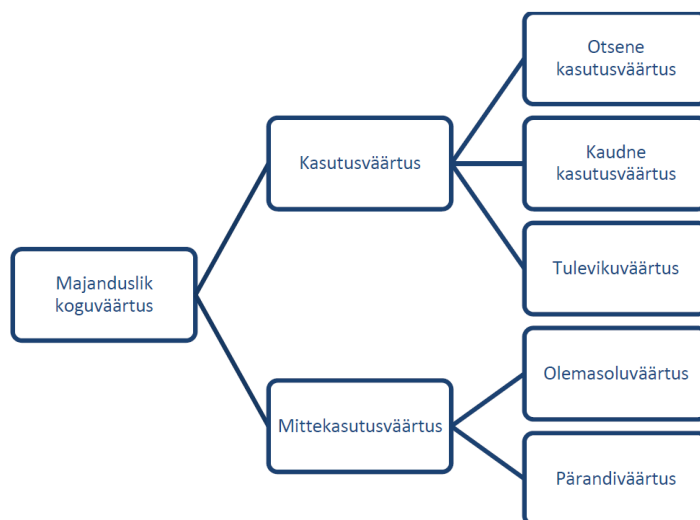 Majanduslik
koguväärtus
Kasutusväärtus
Otsene
kasutusväärtus
Kaudne
kasutusväärtus
Tulevikuväärtus
Mittekasutusväärtus
Olemasoluväärtus
Pärandiväärtus